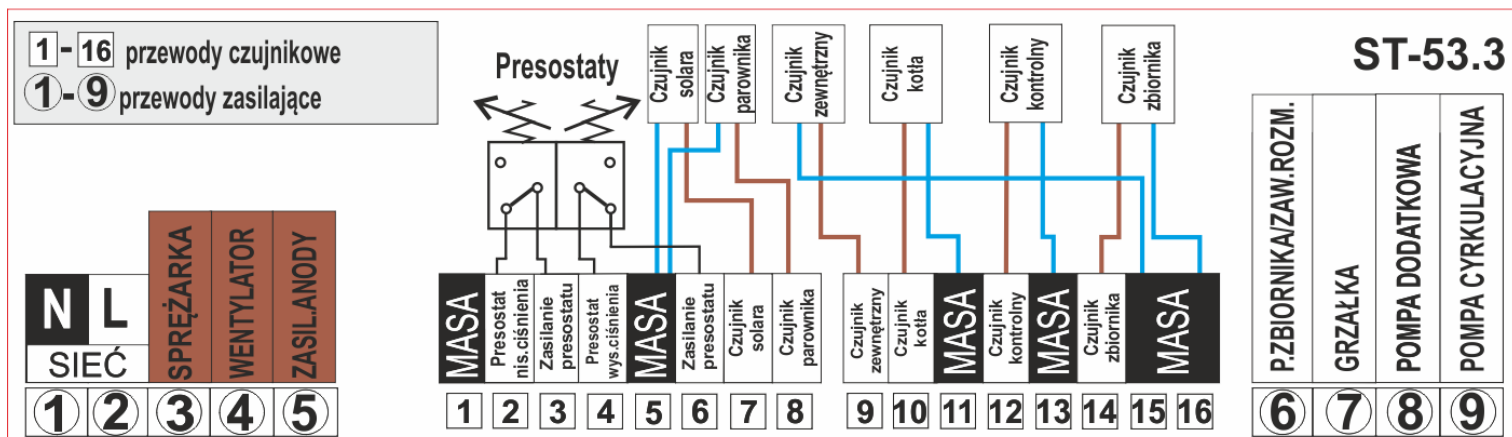 1 - 16 przewody czujnikowe
1 - 9 przewody zasilające
Presostaty
Czujnik
solara
Czujnik
parownika
Czujnik
zewnętrzny
Czujnik
kotła
Czujnik
kontrolny
Czujnik
zbiornika
ST-53.3
N
L
SIEĆ
SPRĘŻARKA
WENTYLATOR
ZASIL.ANODY
MASA
Presostat
nis.ciśnienia
Zasilanie
presostatu
Presostat
wys.ciśnienia
MASA
Zasilanie
presostatu
Czujnik
solara
Czujnik
parownika
Czujnik
zewnętrzny
Czujnik
kotła
MASA
Czujnik
kontrolny
MASA
Czujnik
zbiornika
MASA
P.ZBIORNIKA/ZAW.ROZM.
GRZAŁKA
POMPA DODATKOWA
POMPA CYRKULACYJNA
1 2 3 4 5
1 2 3 4 5 6 7 8 9 10 11 12 13 14 15 16
6 7 8 9